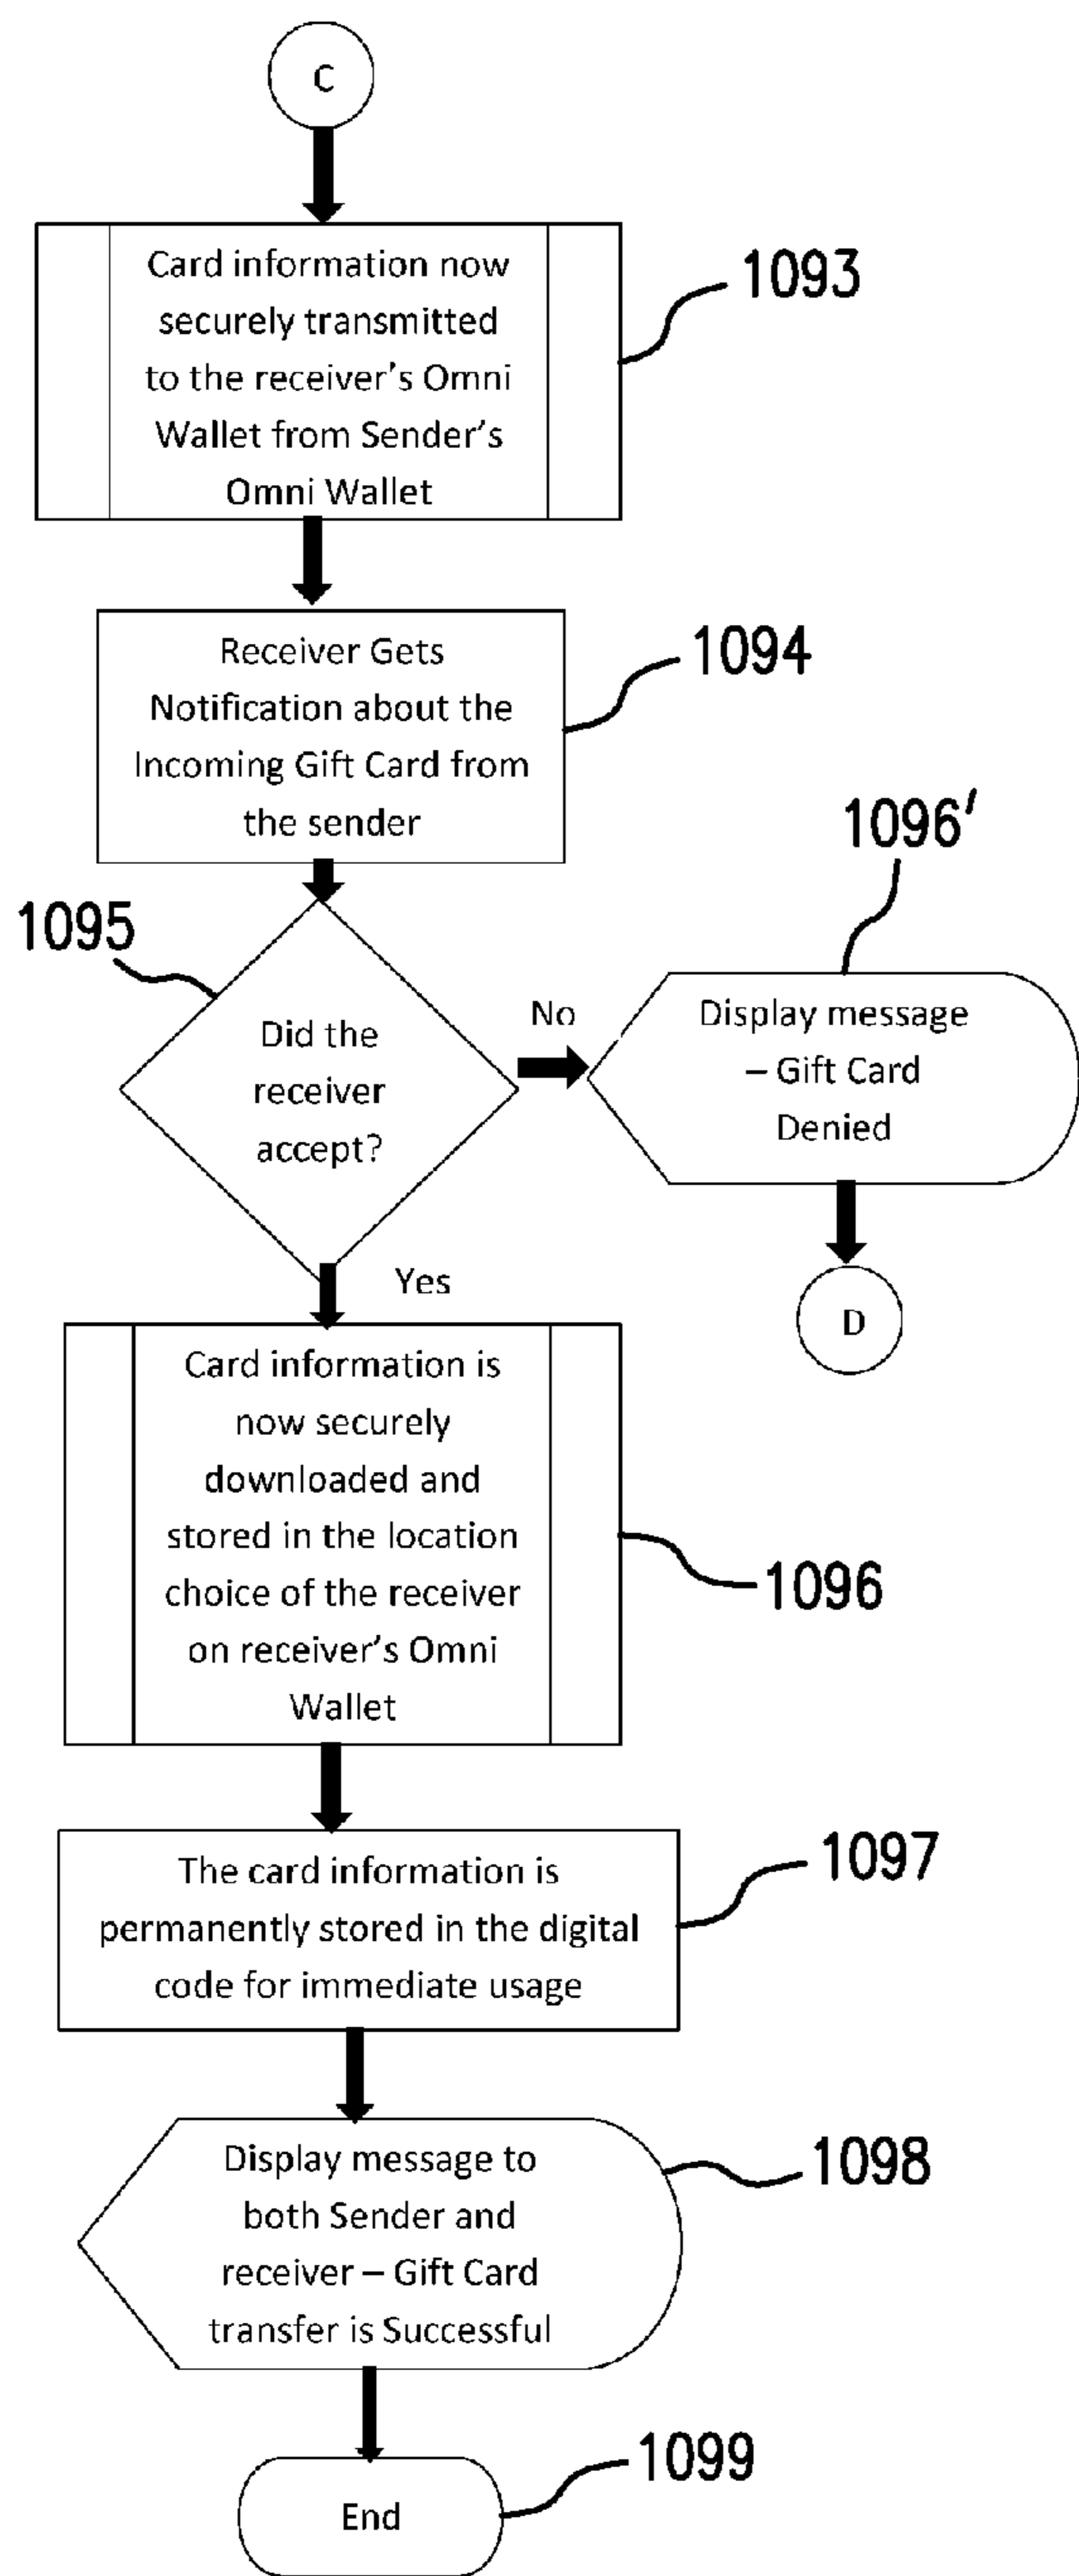 C
Card information now
securely transmitted
to the receiver’s Omni
Wallet from Sender’s
Omni Wallet
1093
Receiver Gets
Notification about the
Incoming Gift Card from
the sender
1094
1095
Did the
receiver
accept?
No
1096′
Display message
– Gift Card
Denied
D
Yes
Card information is
now securely
downloaded and
stored in the location
choice of the receiver
on receiver’s Omni
Wallet
1096
The card information is
permanently stored in the digital
code for immediate usage
1097
Display message to
both Sender and
receiver – Gift Card
transfer is Successful
1098
End
1099